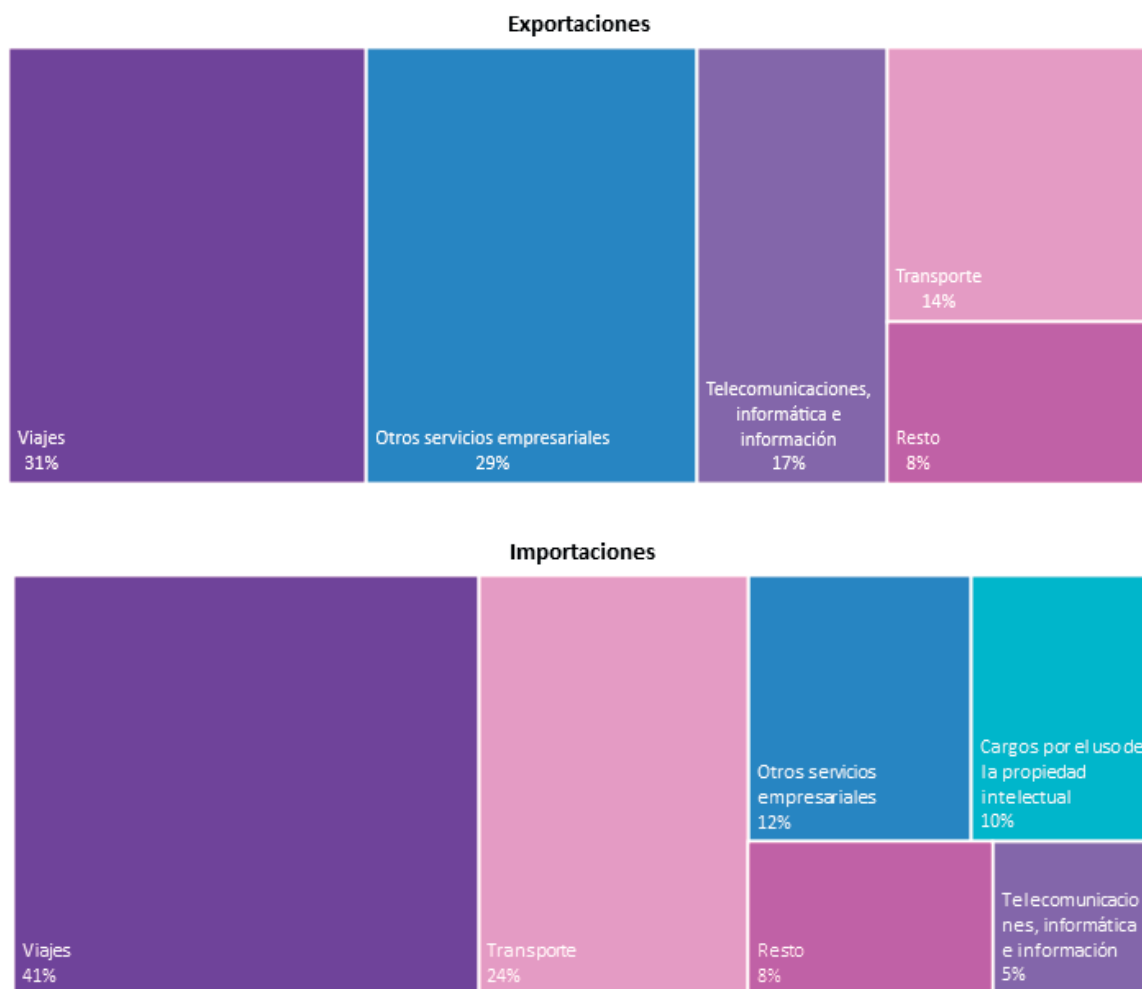 Exportaciones
Viajes
31%
Otros servicios empresariales
29%
Telecomunicaciones,
informática e
información
17%
Transporte
14%
Resto
8%
Importaciones
Viajes
41%
Transporte
24%
Otros servicios
empresariales
12%
Cargos por el uso de
la propiedad
intelectual
10%
Resto
8%
Telecomunicacio
nes, informática
e información
5%